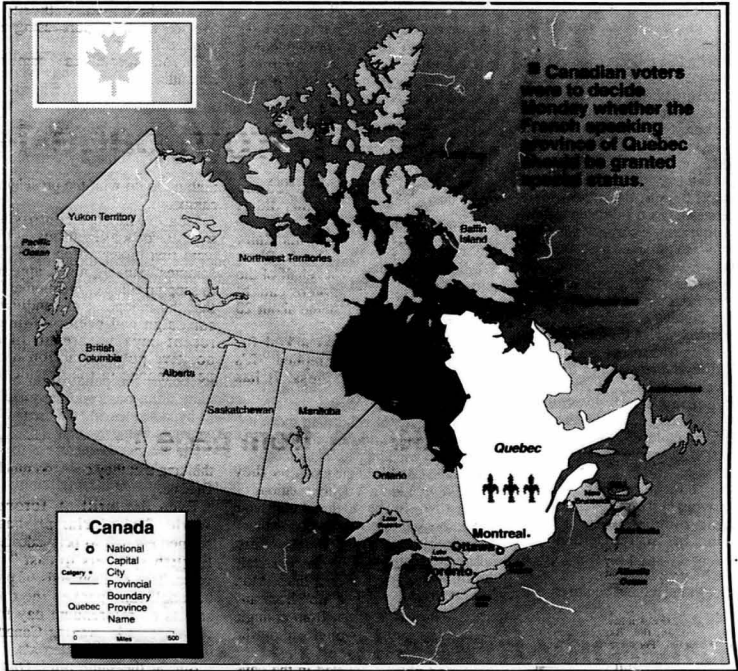 ■ Canadian voters
were to decide
Monday whether the
French speaking
province of Quebec
should be granted
special status.
Yukon Territory
Pacific
Ocean
Northwest Territories
Baffin
Island
British
Columbia
Alberta
Saskatchewan
Manitoba
Ontario
Quebec
Montreal
Ottawa
Toronto
Atlantic
Ocean
Canada
National
Capital
Calgary • City
Provincial
Boundary
Quebec Province
Name
0 Miles 500